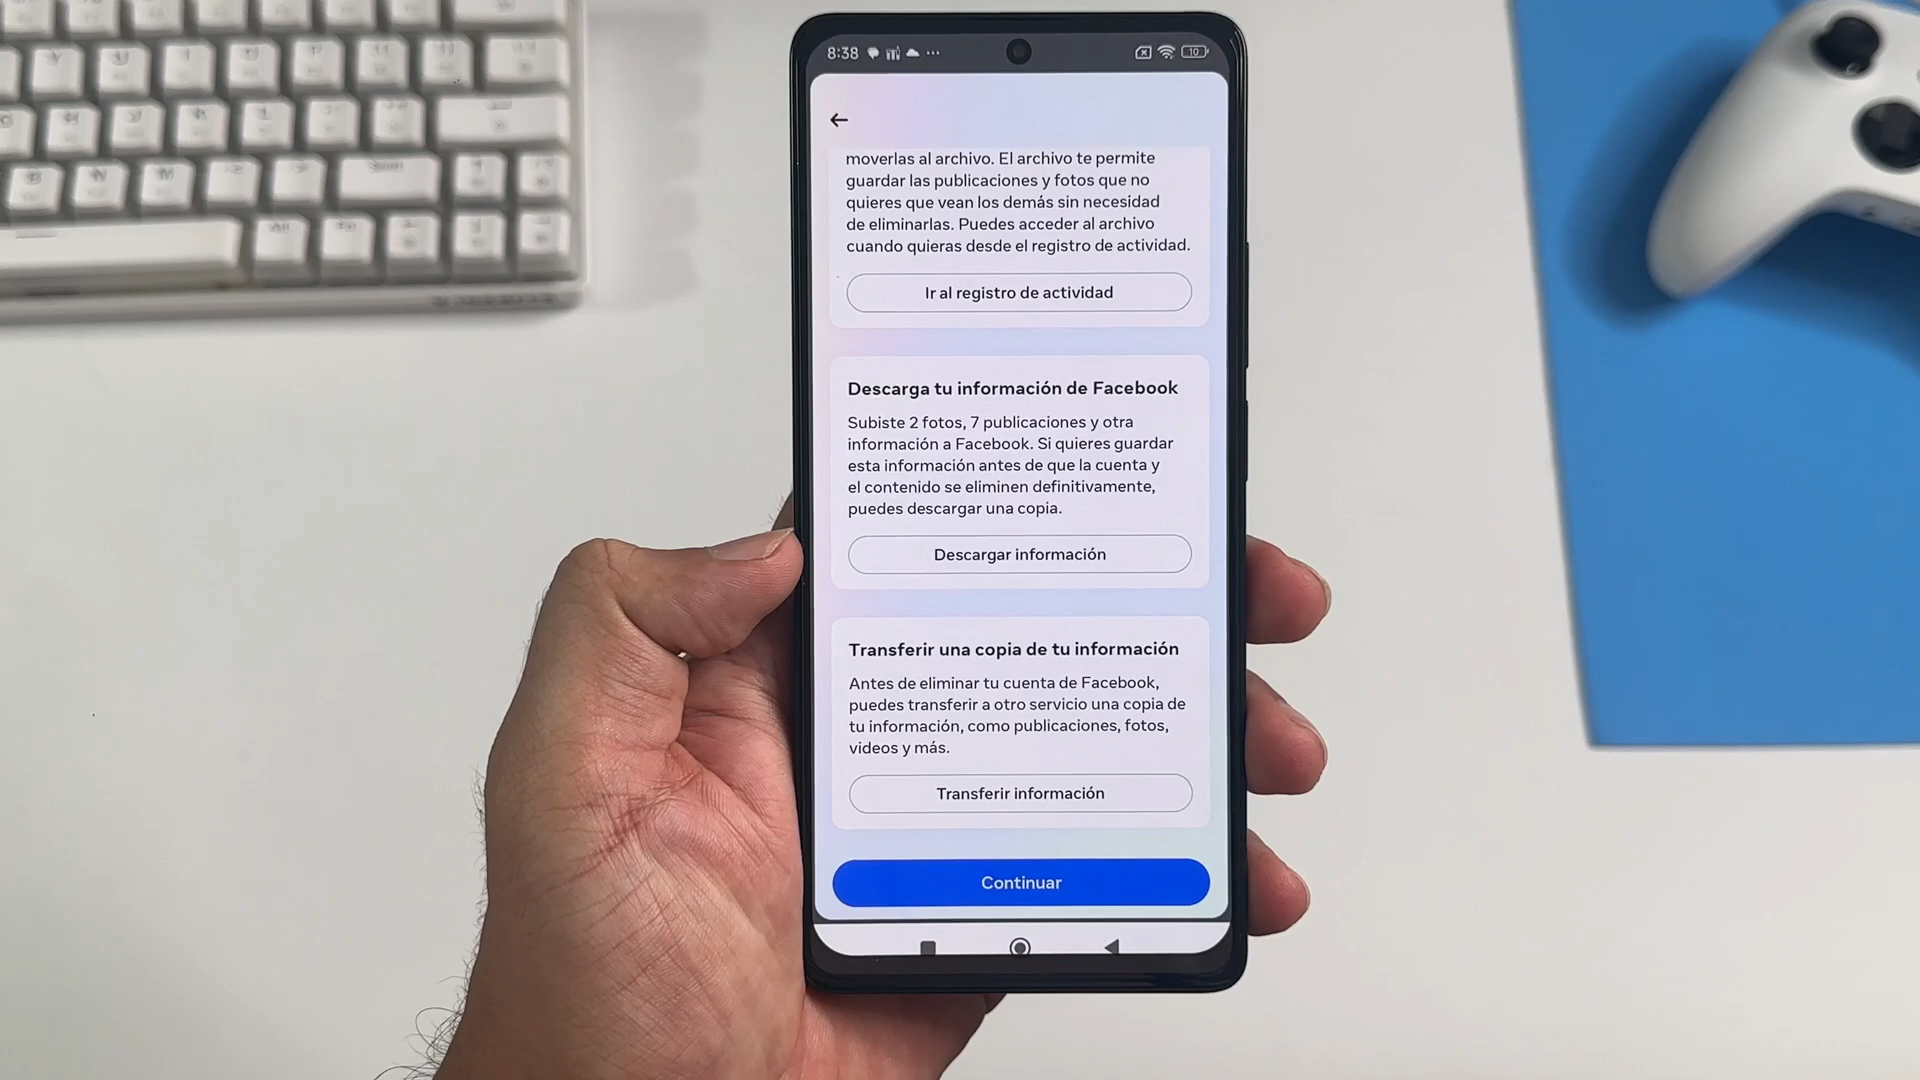 8:38
10
moverlas al archivo. El archivo te permite
guardar las publicaciones y fotos que no
quieres que vean los demás sin necesidad
de eliminarlas. Puedes acceder al archivo
cuando quieras desde el registro de actividad.
Ir al registro de actividad
Descarga tu información de Facebook
Subiste 2 fotos, 7 publicaciones y otra
información a Facebook. Si quieres guardar
esta información antes de que la cuenta y
el contenido se eliminen definitivamente,
puedes descargar una copia.
Descargar información
Transferir una copia de tu información
Antes de eliminar tu cuenta de Facebook,
puedes transferir a otro servicio una copia de
tu información, como publicaciones, fotos,
videos y más.
Transferir información
Continuar